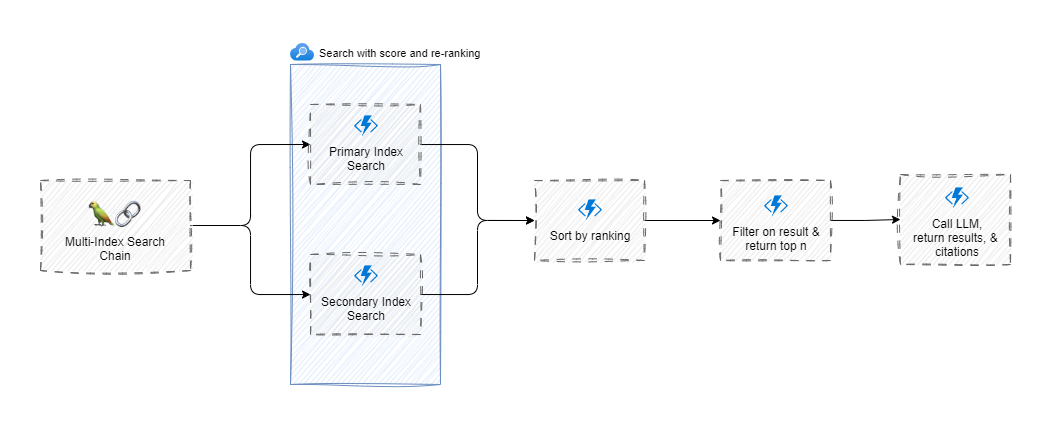 Search with score and re-ranking
Primary Index
Search
Multi-Index Search
Chain
Secondary Index
Search
Sort by ranking
Filter on result &
return top n
Call LLM,
return results, &
citations